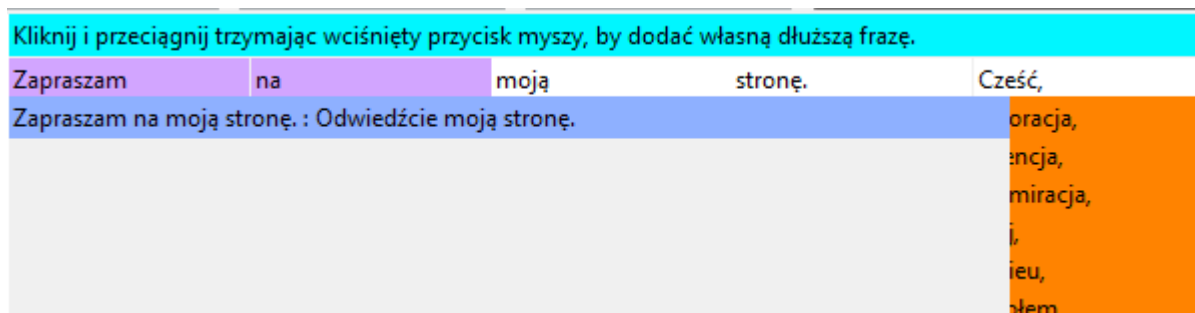 Kliknij i przeciągnij trzymając wciśnięty przycisk myszy, by dodać własną dłuższą frazę.
Zapraszam na moją stronę. Cześć,
Zapraszam na moją stronę. : Odwiedźcie moją stronę.